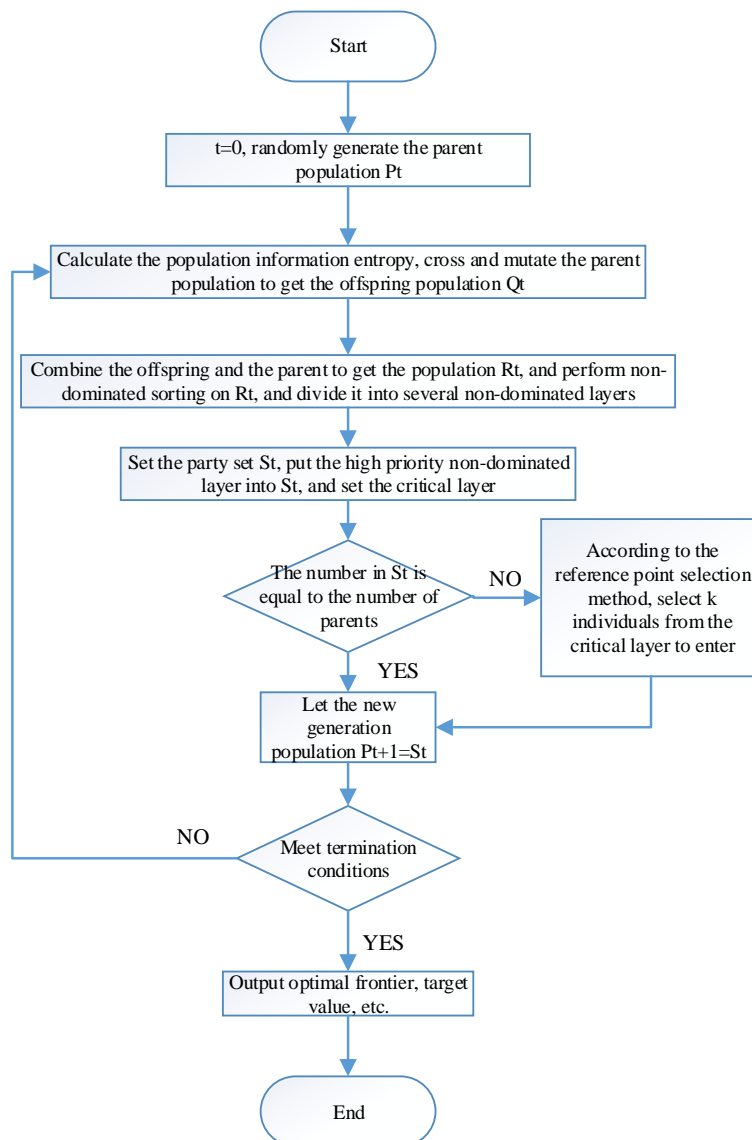 Start
t=0, randomly generate the parent
population Pt
Calculate the population information entropy, cross and mutate the parent
population to get the offspring population Qt
Combine the offspring and the parent to get the population Rt, and perform non-
dominated sorting on Rt, and divide it into several non-dominated layers
Set the party set St, put the high priority non-dominated
layer into St, and set the critical layer
The number in St is
equal to the number of
parents
NO
According to the
reference point selection
method, select k
individuals from the
critical layer to enter
YES
Let the new
generation
population Pt+1=St
NO
Meet termination
conditions
YES
Output optimal frontier, target
value, etc.
End